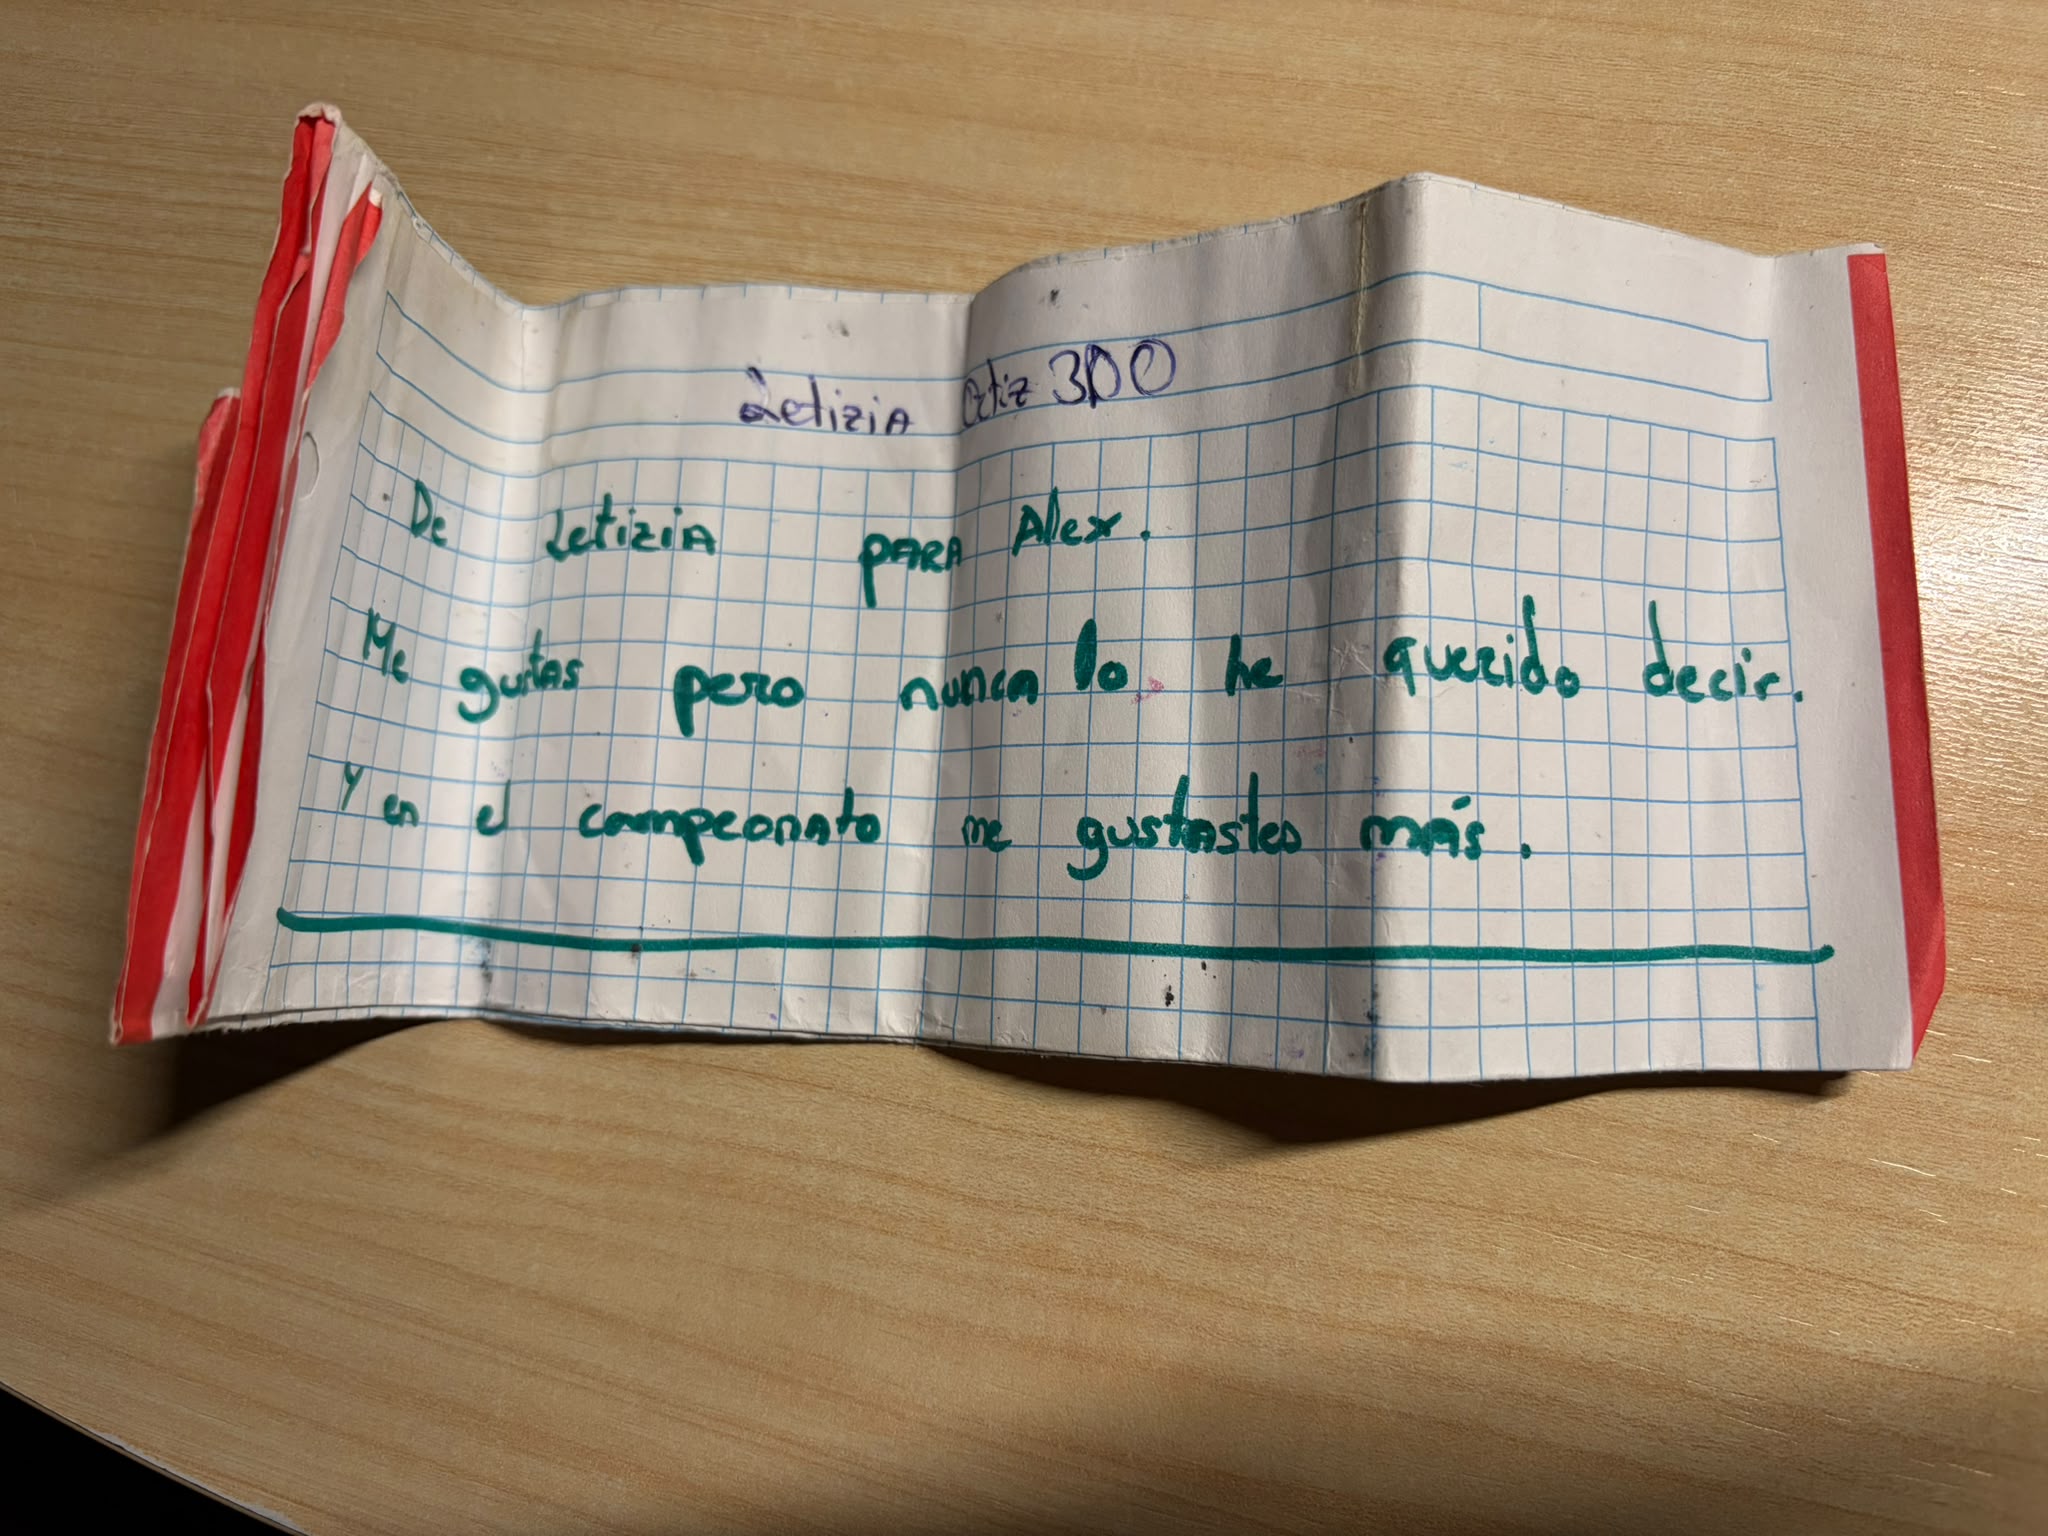 Letizia Ortiz 3DO
De Letizia PARA Alex.
Me gustas pero nunca lo he querido decir.
Y en el campeonato me gustastes más.